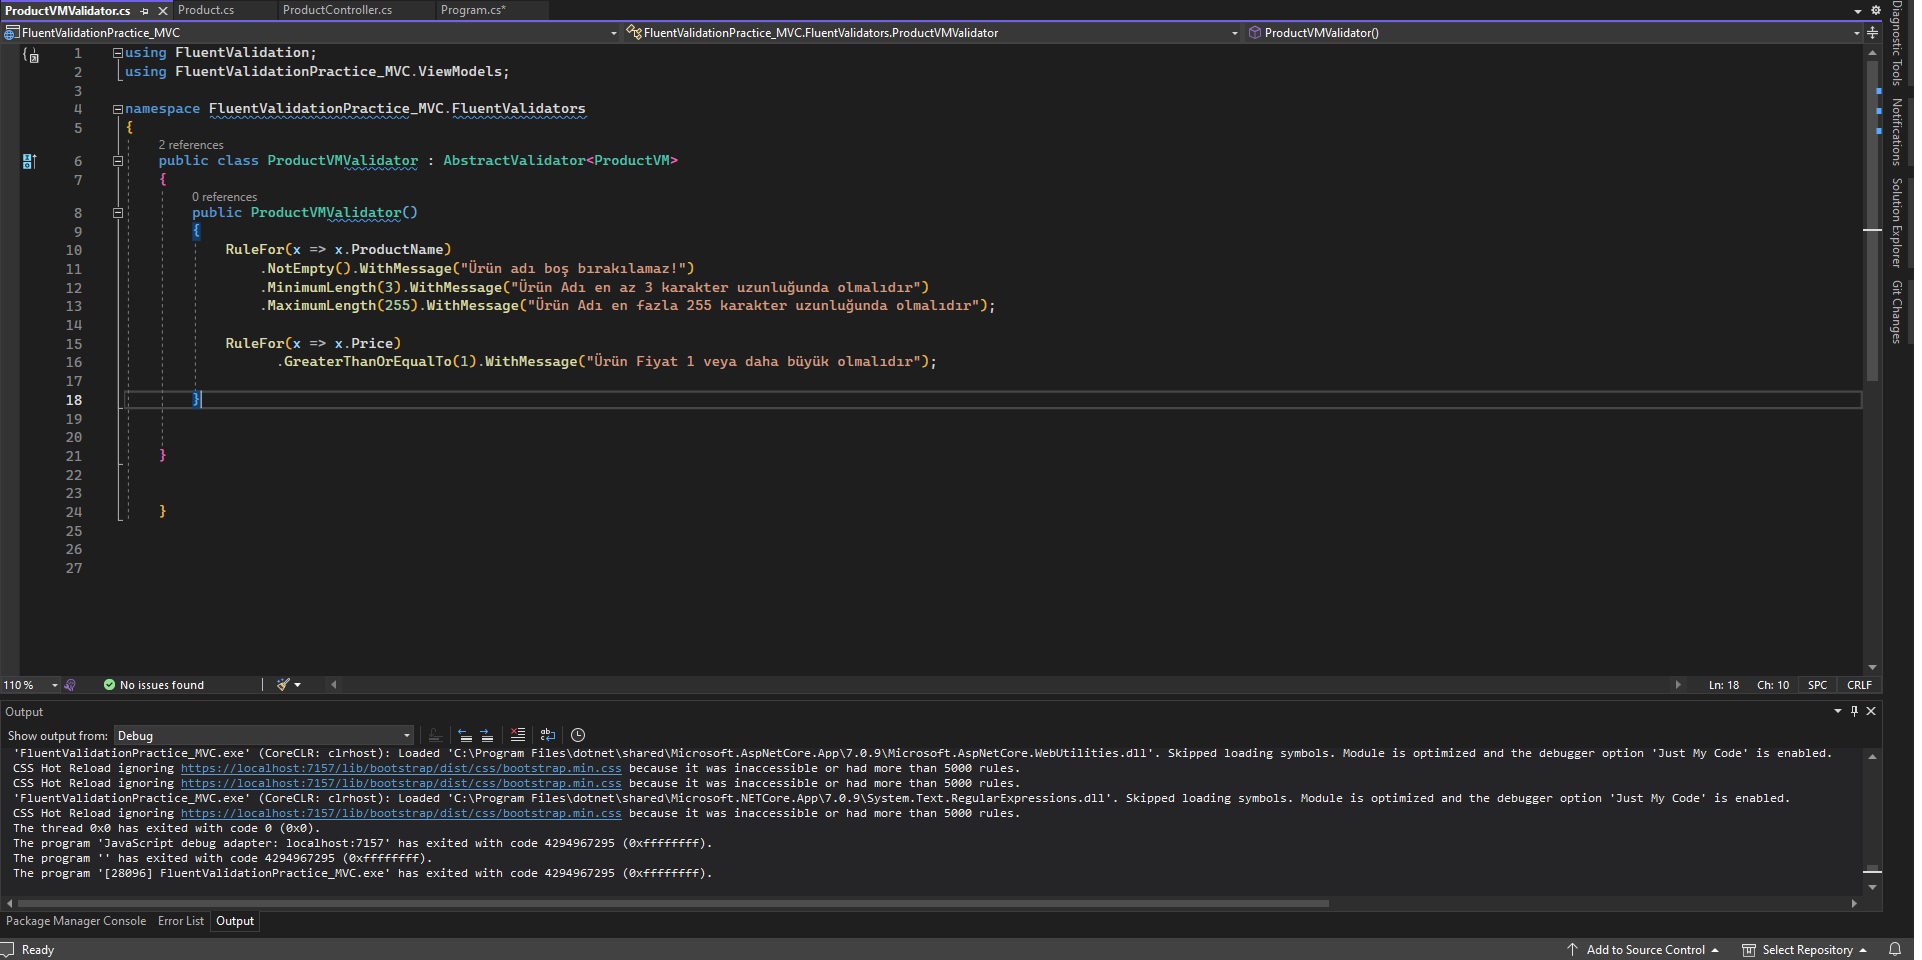 ProductVMValidator.cs Product.cs ProductController.cs Program.cs*
FluentValidationPractice_MVC FluentValidationPractice_MVC.FluentValidators.ProductVMValidator ProductVMValidator()
1 using FluentValidation;
2 using FluentValidationPractice_MVC.ViewModels;
3
4 namespace FluentValidationPractice_MVC.FluentValidators
5 {
2 references
6 public class ProductVMValidator : AbstractValidator<ProductVM>
7 {
0 references
8 public ProductVMValidator()
9 {
10 RuleFor(x => x.ProductName)
11 .NotEmpty().WithMessage("Ürün adı boş bırakılamaz!")
12 .MinimumLength(3).WithMessage("Ürün Adı en az 3 karakter uzunluğunda olmalıdır")
13 .MaximumLength(255).WithMessage("Ürün Adı en fazla 255 karakter uzunluğunda olmalıdır");
14
15 RuleFor(x => x.Price)
16 .GreaterThanOrEqualTo(1).WithMessage("Ürün Fiyat 1 veya daha büyük olmalıdır");
17
18 }
19
20
21 }
22
23
24 }
25
26
27
Diagnostic Tools
Notifications
Solution Explorer
Git Changes
110 % No issues found Ln: 18 Ch: 10 SPC CRLF
Output
Show output from: Debug
'FluentValidationPractice_MVC.exe' (CoreCLR: clrhost): Loaded 'C:\Program Files\dotnet\shared\Microsoft.AspNetCore.App\7.0.9\Microsoft.AspNetCore.WebUtilities.dll'. Skipped loading symbols. Module is optimized and the debugger option 'Just My Code' is enabled.
CSS Hot Reload ignoring https://localhost:7157/lib/bootstrap/dist/css/bootstrap.min.css because it was inaccessible or had more than 5000 rules.
CSS Hot Reload ignoring https://localhost:7157/lib/bootstrap/dist/css/bootstrap.min.css because it was inaccessible or had more than 5000 rules.
'FluentValidationPractice_MVC.exe' (CoreCLR: clrhost): Loaded 'C:\Program Files\dotnet\shared\Microsoft.NETCore.App\7.0.9\System.Text.RegularExpressions.dll'. Skipped loading symbols. Module is optimized and the debugger option 'Just My Code' is enabled.
CSS Hot Reload ignoring https://localhost:7157/lib/bootstrap/dist/css/bootstrap.min.css because it was inaccessible or had more than 5000 rules.
The thread 0x0 has exited with code 0 (0x0).
The program 'JavaScript debug adapter: localhost:7157' has exited with code 4294967295 (0xffffffff).
The program '' has exited with code 4294967295 (0xffffffff).
The program '[28096] FluentValidationPractice_MVC.exe' has exited with code 4294967295 (0xffffffff).
Package Manager Console Error List Output
Ready Add to Source Control Select Repository